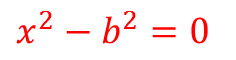 x² − b² = 0